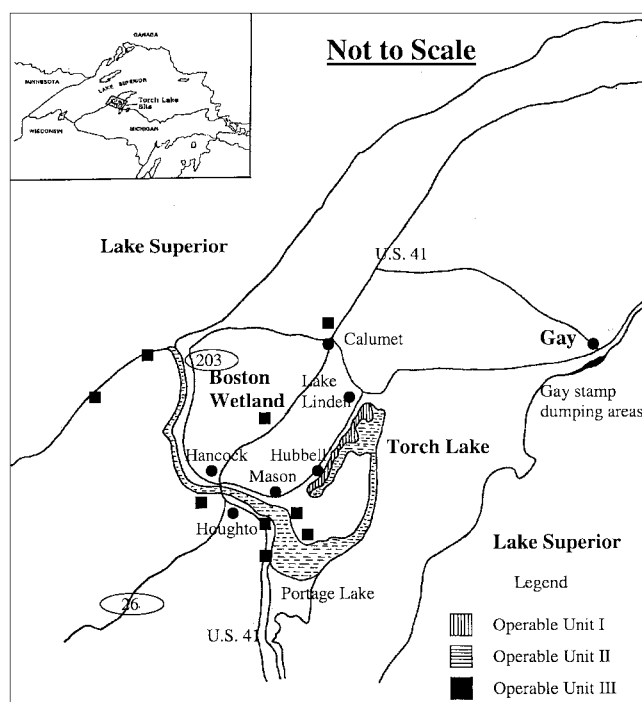 CANADA
MINNESOTA
LAKE SUPERIOR
Torch Lake
Site
WISCONSIN
MICHIGAN
Not to Scale
Lake Superior
U.S. 41
Calumet
Gay
203
Boston
Wetland
Lake
Linden
Gay stamp
dumping areas
Hancock
Hubbell
Torch Lake
Mason
Houghto
Lake Superior
Portage Lake
Legend
26
U.S. 41
Operable Unit I
Operable Unit II
Operable Unit III